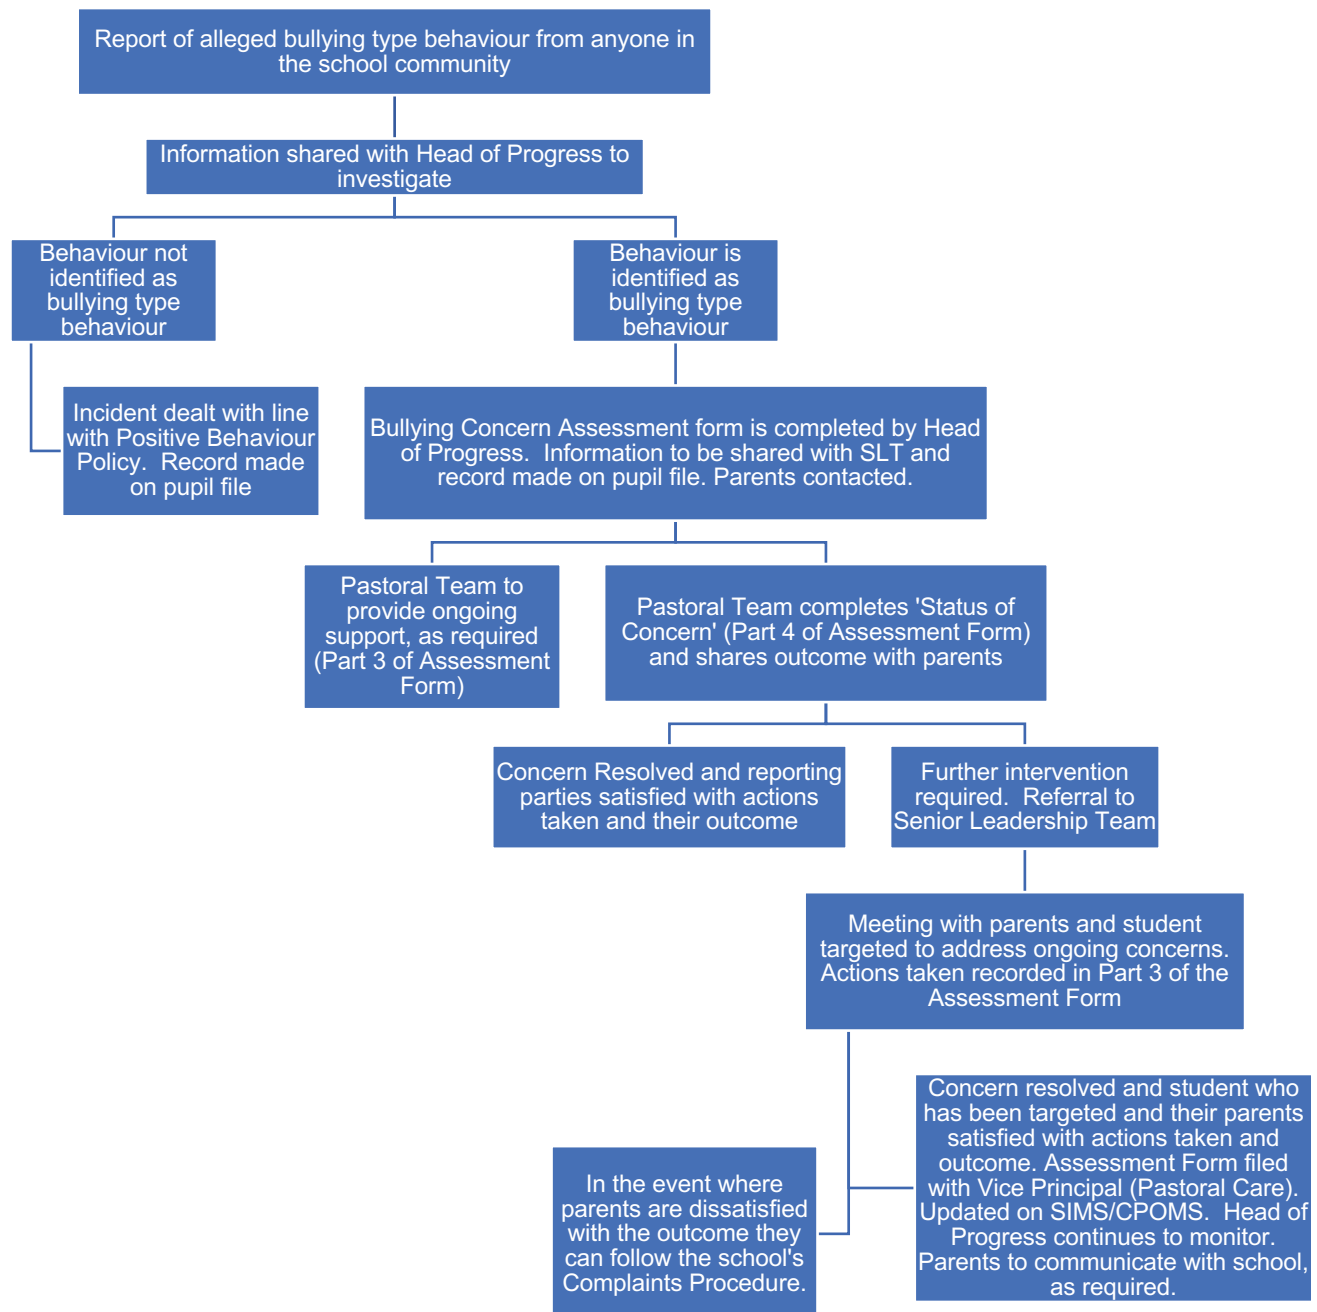 Report of alleged bullying type behaviour from anyone in
the school community
Information shared with Head of Progress to
investigate
Behaviour not
identified as
bullying type
behaviour
Behaviour is
identified as
bullying type
behaviour
Incident dealt with line
with Positive Behaviour
Policy.  Record made
on pupil file
Bullying Concern Assessment form is completed by Head
of Progress.  Information to be shared with SLT and
record made on pupil file. Parents contacted.
Pastoral Team to
provide ongoing
support, as required
(Part 3 of Assessment
Form)
Pastoral Team completes 'Status of
Concern' (Part 4 of Assessment Form)
and shares outcome with parents
Concern Resolved and reporting
parties satisfied with actions
taken and their outcome
Further intervention
required.  Referral to
Senior Leadership Team
Meeting with parents and student
targeted to address ongoing concerns.
Actions taken recorded in Part 3 of the
Assessment Form
Concern resolved and student who
has been targeted and their parents
satisfied with actions taken and
outcome. Assessment Form filed
with Vice Principal (Pastoral Care).
Updated on SIMS/CPOMS.  Head of
Progress continues to monitor.
Parents to communicate with school,
as required.
In the event where
parents are dissatisfied
with the outcome they
can follow the school's
Complaints Procedure.